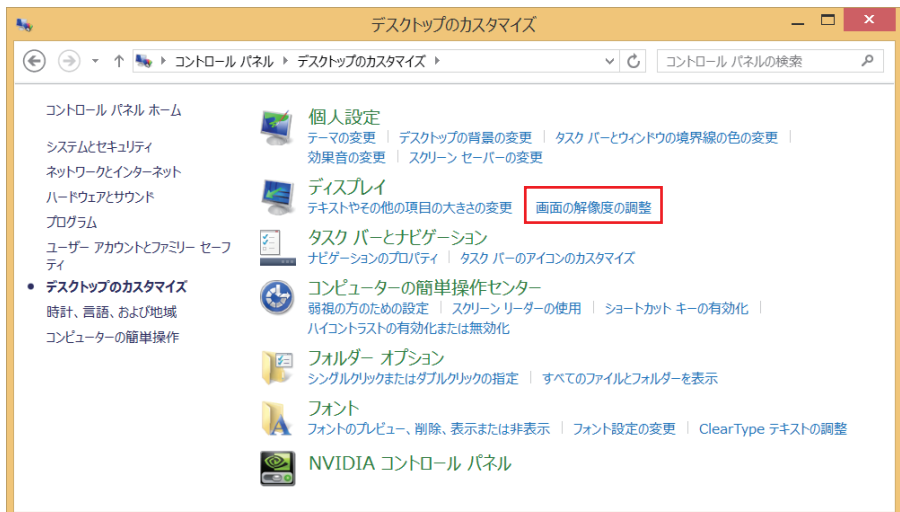 デスクトップのカスタマイズ
コントロール パネル デスクトップのカスタマイズ
コントロール パネルの検索
コントロール パネル ホーム
システムとセキュリティ
ネットワークとインターネット
ハードウェアとサウンド
プログラム
ユーザー アカウントとファミリー セーフ
ティ
デスクトップのカスタマイズ
時計、言語、および地域
コンピューターの簡単操作
個人設定
テーマの変更 デスクトップの背景の変更 タスク バーとウィンドウの境界線の色の変更
効果音の変更 スクリーン セーバーの変更
ディスプレイ
テキストやその他の項目の大きさの変更 画面の解像度の調整
タスク バーとナビゲーション
ナビゲーションのプロパティ タスク バーのアイコンのカスタマイズ
コンピューターの簡単操作センター
弱視の方のための設定 スクリーン リーダーの使用 ショートカット キーの有効化
ハイコントラストの有効化または無効化
フォルダー オプション
シングルクリックまたはダブルクリックの指定 すべてのファイルとフォルダーを表示
フォント
フォントのプレビュー、削除、表示または非表示 フォント設定の変更 ClearType テキストの調整
NVIDIA コントロール パネル